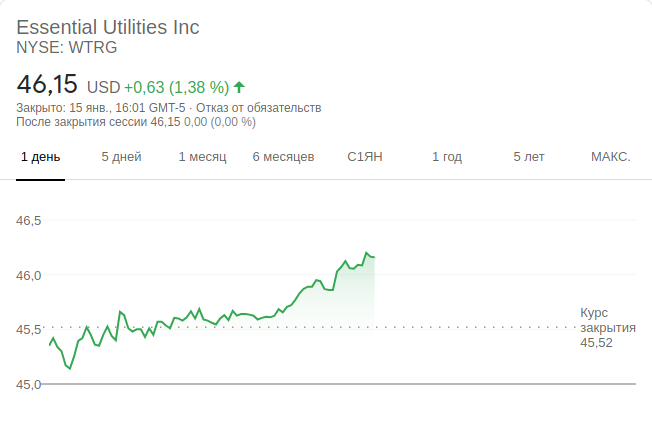 Essential Utilities Inc
NYSE: WTRG
46,15 USD +0,63 (1,38 %)
Закрыто: 15 янв., 16:01 GMT-5 · Отказ от обязательств
После закрытия сессии 46,15 0,00 (0,00 %)
1 день 5 дней 1 месяц 6 месяцев С1ЯН 1 год 5 лет МАКС.
46,5
46,0
45,5
45,0
Курс
закрытия
45,52